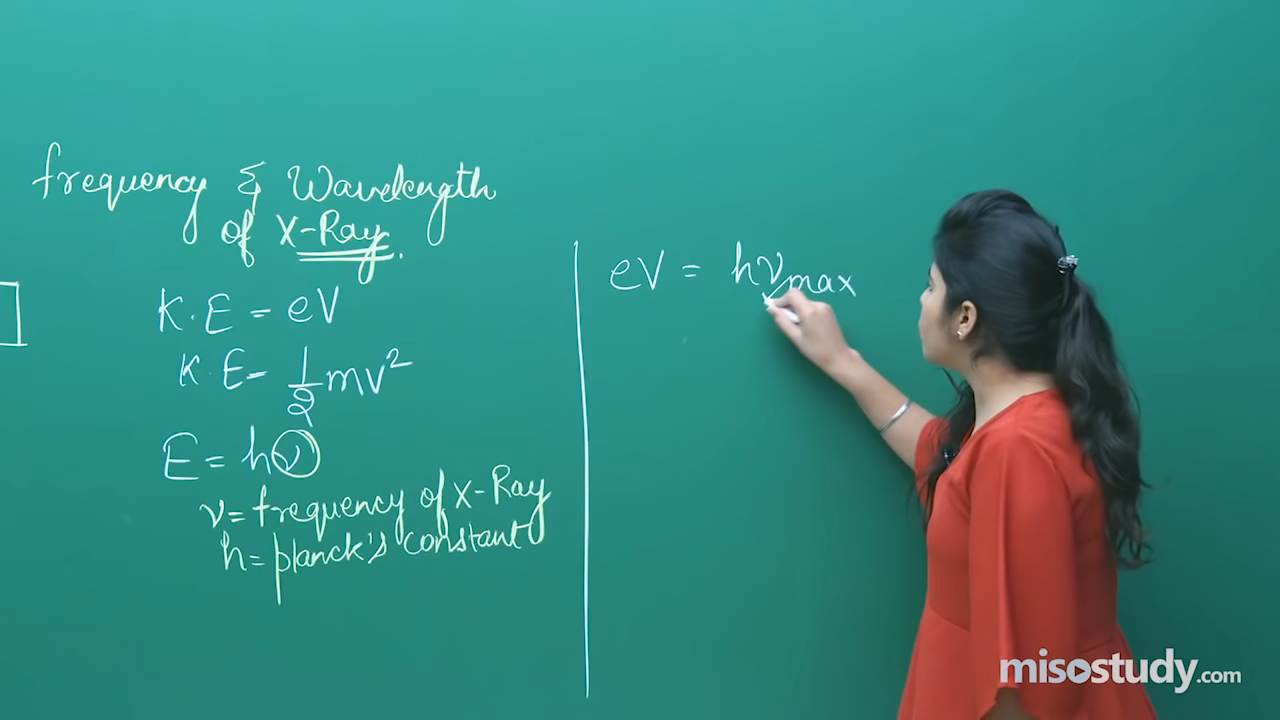 frequency & Wavelength
of X-Ray.
K.E = eV
K.E = 1/2 mv²
E = hν
ν = frequency of X-Ray
h = planck's constant
eV = hνmax
misostudy.com